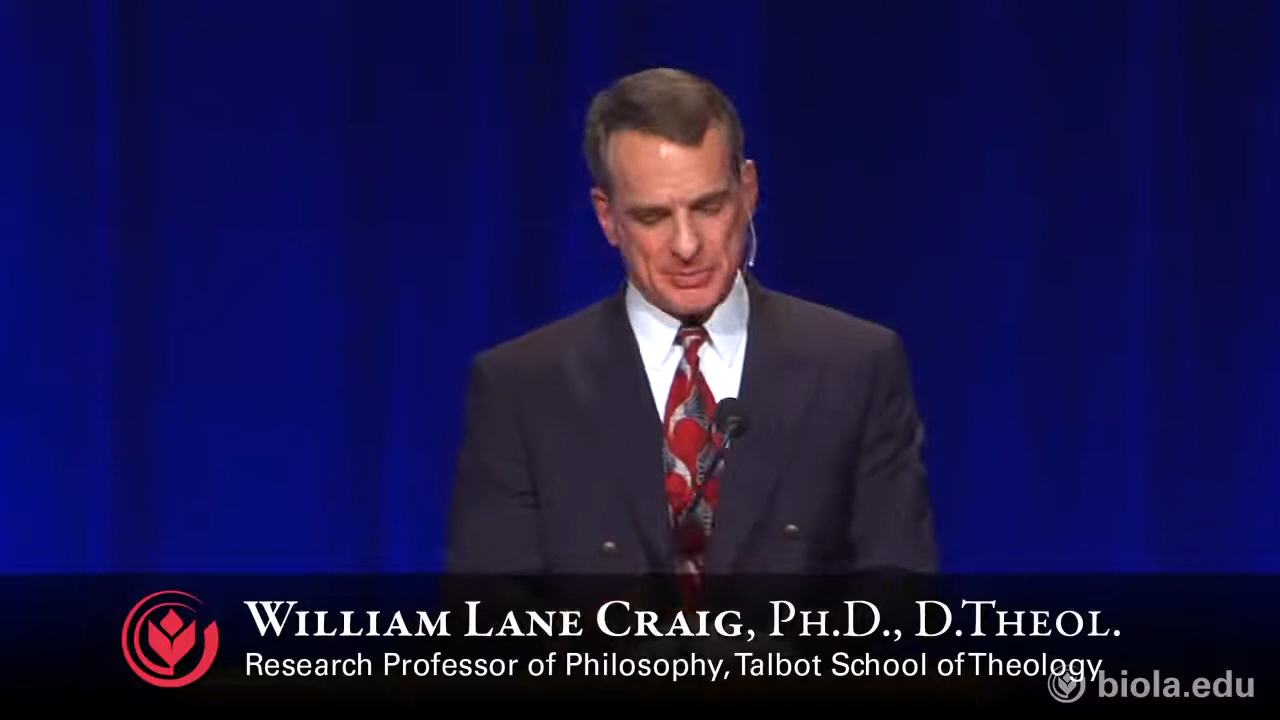 William Lane Craig, Ph.D., D.Theol.
Research Professor of Philosophy, Talbot School of Theology
biola.edu